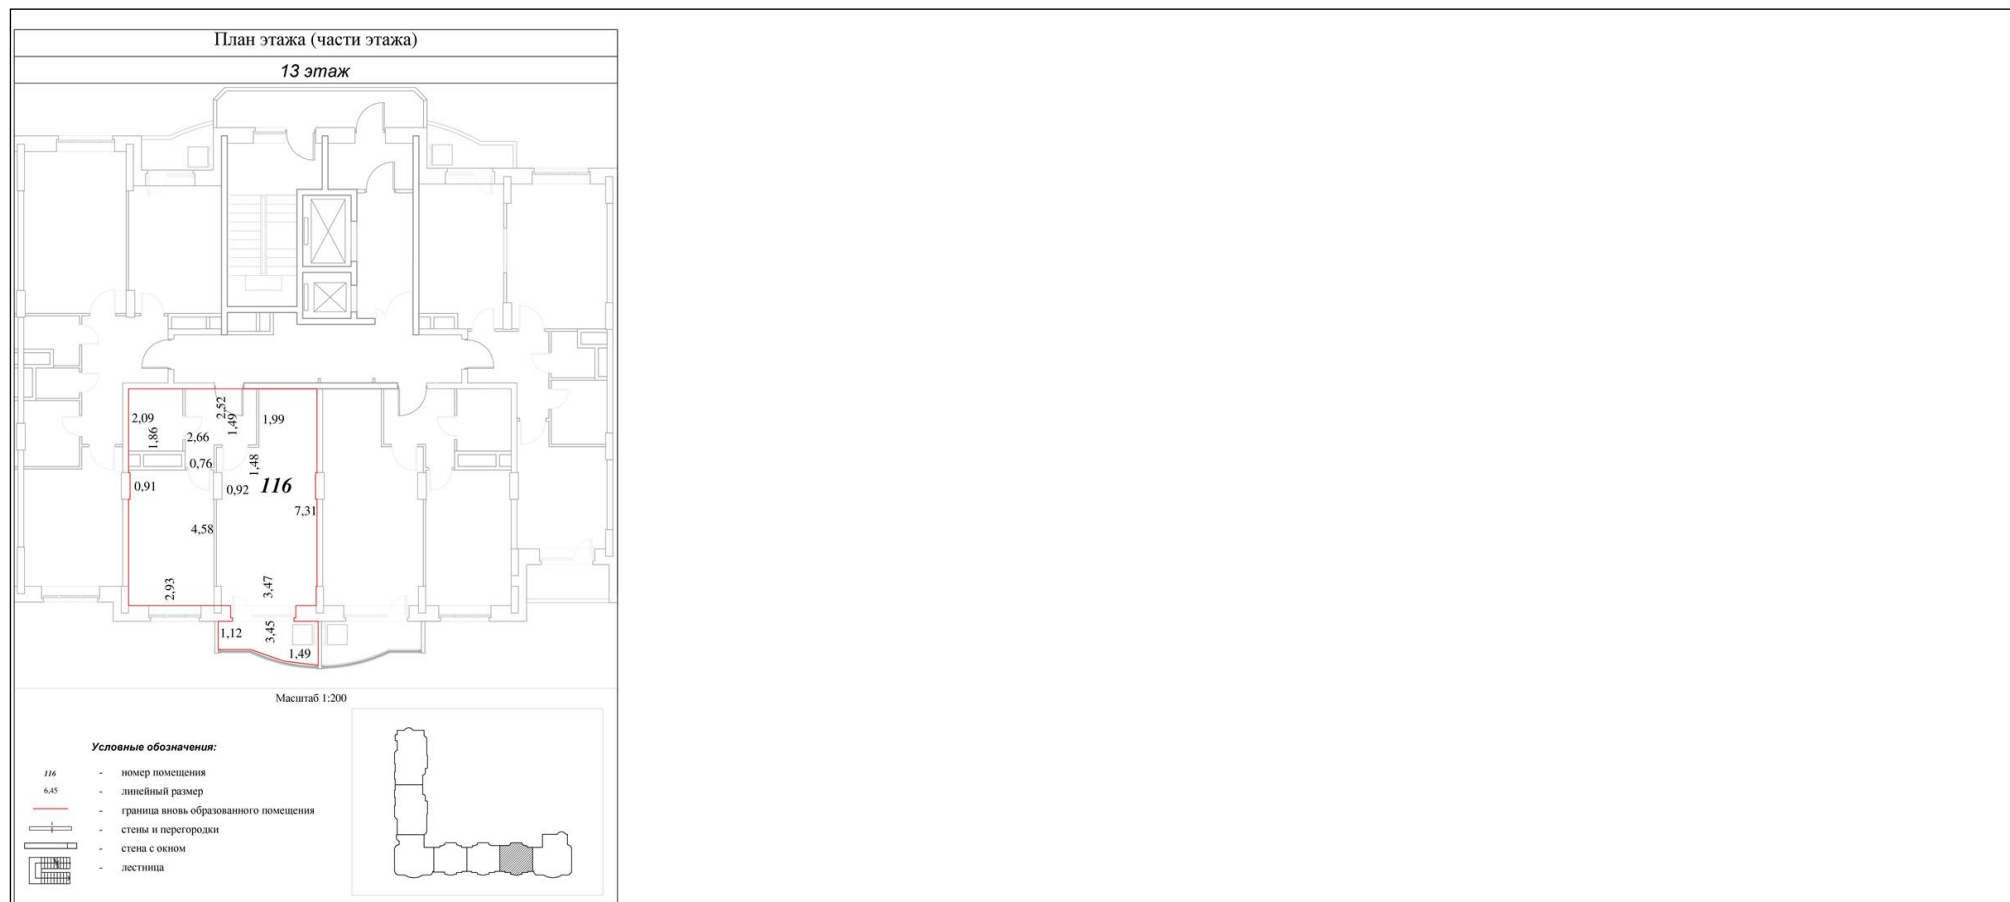 План этажа (части этажа)
13 этаж
2,09
1,86
2,66
2,52
1,49
1,99
0,76
1,48
0,91
0,92
116
7,31
4,58
2,93
3,47
1,12
3,45
1,49
Масштаб 1:200
Условные обозначения:
116 - номер помещения
6,45 - линейный размер
- граница вновь образованного помещения
- стены и перегородки
- стена с окном
- лестница